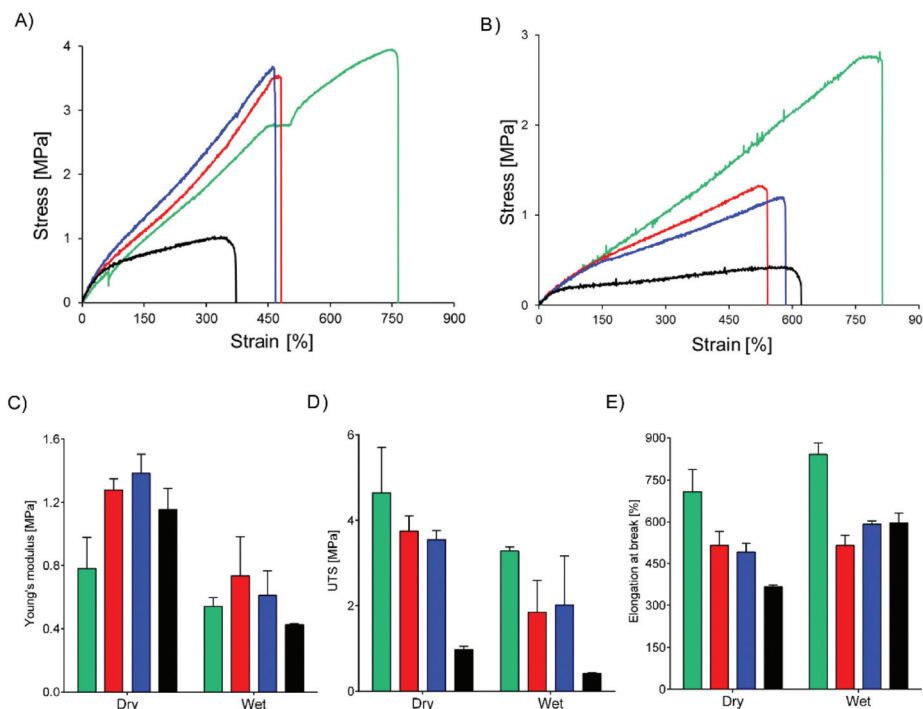 A)
B)
4
3
2
1
0
Stress [MPa]
0
150
300
450
600
750
900
Strain [%]
3
2
1
0
Stress [MPa]
0
150
300
450
600
750
90
Strain [%]
C)
D)
E)
1.6
1.2
0.8
0.4
0.0
Young's modulus [MPa]
Dry
Wet
6
4
2
0
UTS [MPa]
Dry
Wet
900
750
600
450
300
150
0
Elongation at break [%]
Dry
Wet